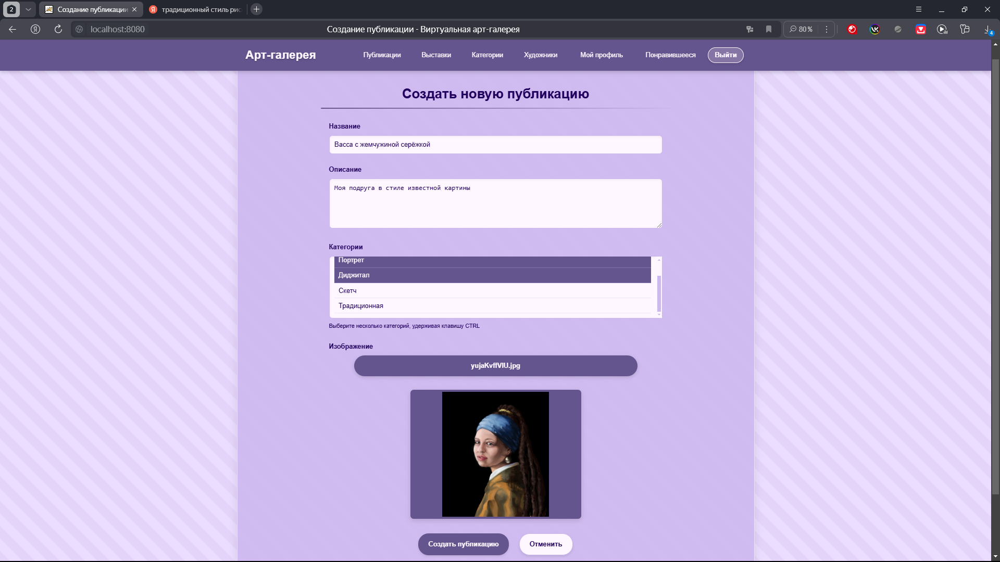 2
Создание публикации
традиционный стиль рис
localhost:8080
Создание публикации - Виртуальная арт-галерея
80 %
4
Арт-галерея
Публикации
Выставки
Категории
Художники
Мой профиль
Понравившееся
Выйти
Создать новую публикацию
Название
Васса с жемчужиной серёжкой
Описание
Моя подруга в стиле известной картины
Категории
Портрет
Диджитал
Скетч
Традиционная
Выберите несколько категорий, удерживая клавишу CTRL
Изображение
Создать публикацию
Отменить